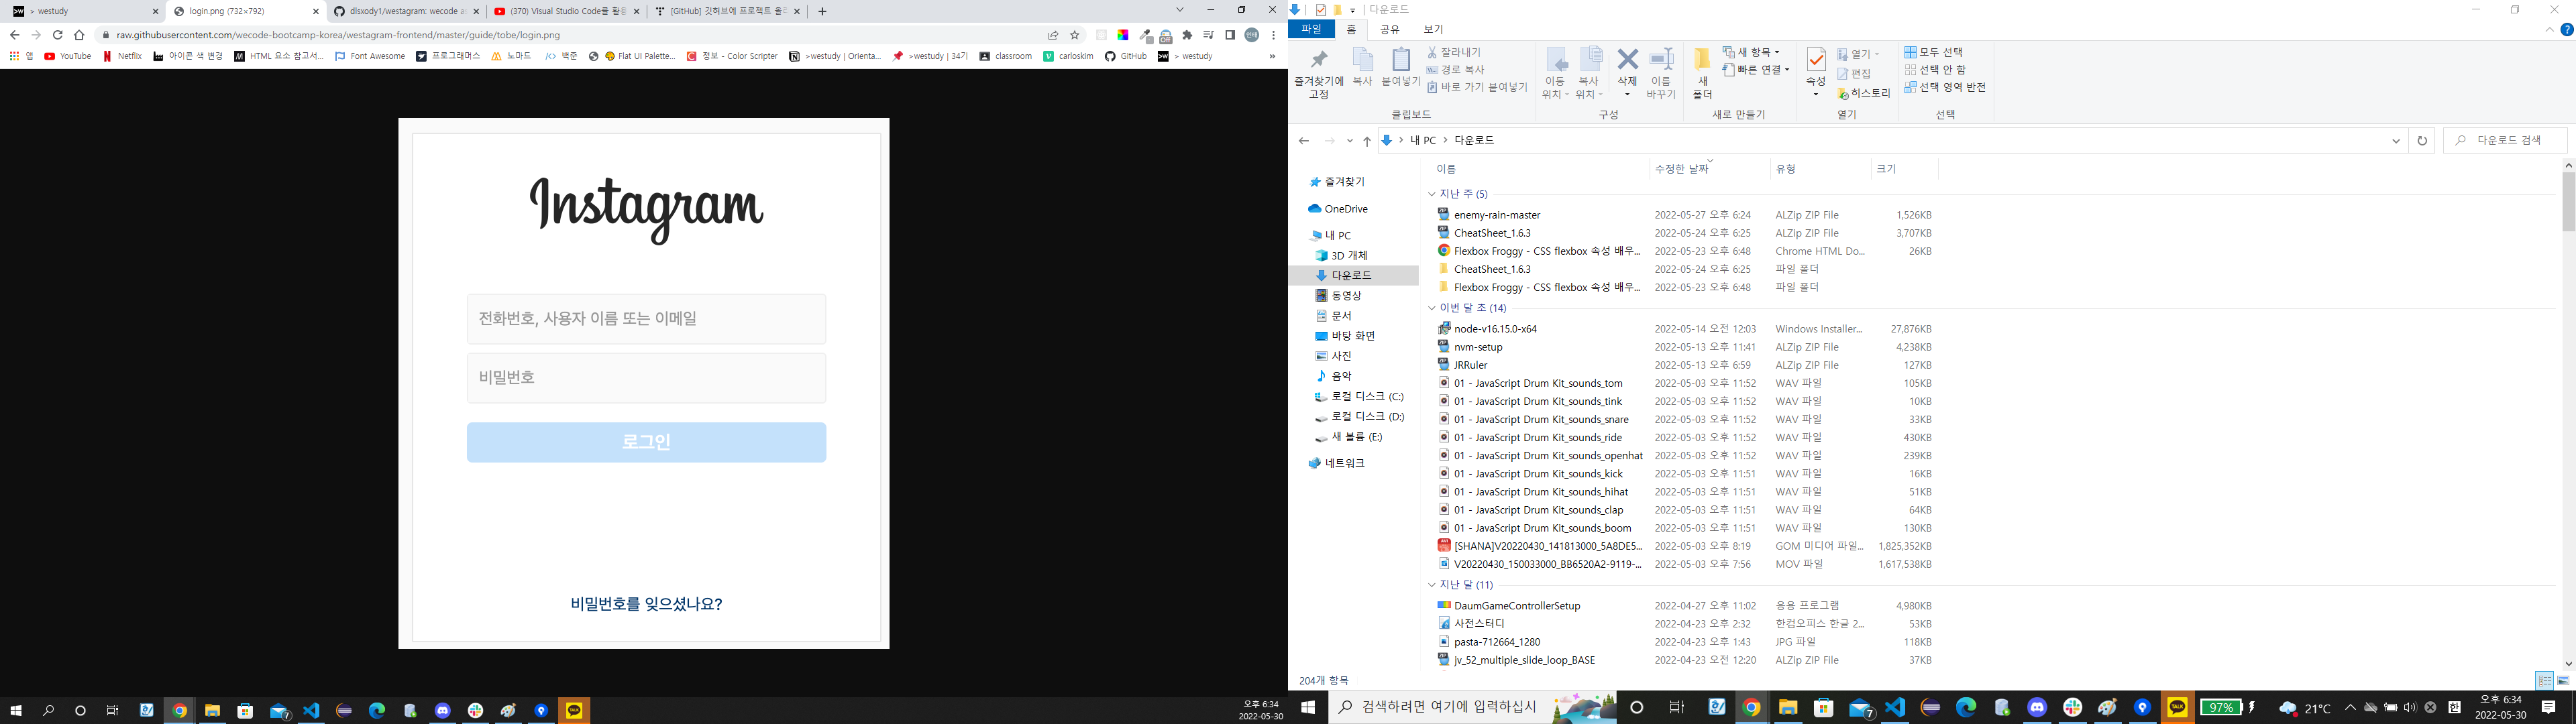 > westudy
login.png (732×792)
dlsxody1/westagram: wecode a
(370) Visual Studio Code를 활용
[GitHub] 깃허브에 프로젝트 올리
raw.githubusercontent.com/wecode-bootcamp-korea/westagram-frontend/master/guide/tobe/login.png
앱
YouTube
Netflix
아이콘 색 변경
HTML 요소 참고서...
Font Awesome
프로그래머스
노마드
백준
Flat UI Palette...
정보 - Color Scripter
>westudy | Orienta...
>westudy | 34기
classroom
carloskim
GitHub
> westudy
Instagram
전화번호, 사용자 이름 또는 이메일
비밀번호
로그인
비밀번호를 잊으셨나요?
오후 6:34
2022-05-30
다운로드
파일 홈 공유 보기
즐겨찾기에 고정
복사
붙여넣기
잘라내기
경로 복사
바로 가기 붙여넣기
클립보드
이동 위치
복사 위치
삭제
이름 바꾸기
구성
새 폴더
새 항목
빠른 연결
새로 만들기
속성
열기
편집
히스토리
열기
모두 선택
선택 안 함
선택 영역 반전
선택
내 PC > 다운로드
다운로드 검색
즐겨찾기
OneDrive
내 PC
3D 개체
다운로드
동영상
문서
바탕 화면
사진
음악
로컬 디스크 (C:)
로컬 디스크 (D:)
새 볼륨 (E:)
네트워크
이름 수정한 날짜 유형 크기
지난 주 (5)
enemy-rain-master 2022-05-27 오후 6:24 ALZip ZIP File 1,526KB
CheatSheet_1.6.3 2022-05-24 오후 6:25 ALZip ZIP File 3,707KB
Flexbox Froggy - CSS flexbox 속성 배우... 2022-05-23 오후 6:48 Chrome HTML Do... 26KB
CheatSheet_1.6.3 2022-05-24 오후 6:25 파일 폴더
Flexbox Froggy - CSS flexbox 속성 배우... 2022-05-23 오후 6:48 파일 폴더
이번 달 초 (14)
node-v16.15.0-x64 2022-05-14 오전 12:03 Windows Installer... 27,876KB
nvm-setup 2022-05-13 오후 11:41 ALZip ZIP File 4,238KB
JRRuler 2022-05-13 오후 6:59 ALZip ZIP File 127KB
01 - JavaScript Drum Kit_sounds_tom 2022-05-03 오후 11:52 WAV 파일 105KB
01 - JavaScript Drum Kit_sounds_tink 2022-05-03 오후 11:52 WAV 파일 10KB
01 - JavaScript Drum Kit_sounds_snare 2022-05-03 오후 11:52 WAV 파일 33KB
01 - JavaScript Drum Kit_sounds_ride 2022-05-03 오후 11:52 WAV 파일 430KB
01 - JavaScript Drum Kit_sounds_openhat 2022-05-03 오후 11:52 WAV 파일 239KB
01 - JavaScript Drum Kit_sounds_kick 2022-05-03 오후 11:51 WAV 파일 16KB
01 - JavaScript Drum Kit_sounds_hihat 2022-05-03 오후 11:51 WAV 파일 51KB
01 - JavaScript Drum Kit_sounds_clap 2022-05-03 오후 11:51 WAV 파일 64KB
01 - JavaScript Drum Kit_sounds_boom 2022-05-03 오후 11:51 WAV 파일 130KB
[SHANA]V20220430_141813000_5A8DE5... 2022-05-03 오후 8:19 GOM 미디어 파일... 1,825,352KB
V20220430_150033000_BB6520A2-9119-... 2022-05-03 오후 7:56 MOV 파일 1,617,538KB
지난 달 (11)
DaumGameControllerSetup 2022-04-27 오후 11:02 응용 프로그램 4,980KB
사전스터디 2022-04-23 오후 2:32 한컴오피스 한글 2... 53KB
pasta-712664_1280 2022-04-23 오후 1:43 JPG 파일 118KB
jv_52_multiple_slide_loop_BASE 2022-04-23 오전 12:20 ALZip ZIP File 37KB
204개 항목
검색하려면 여기에 입력하십시
97%
21°C
한
오후 6:34
2022-05-30